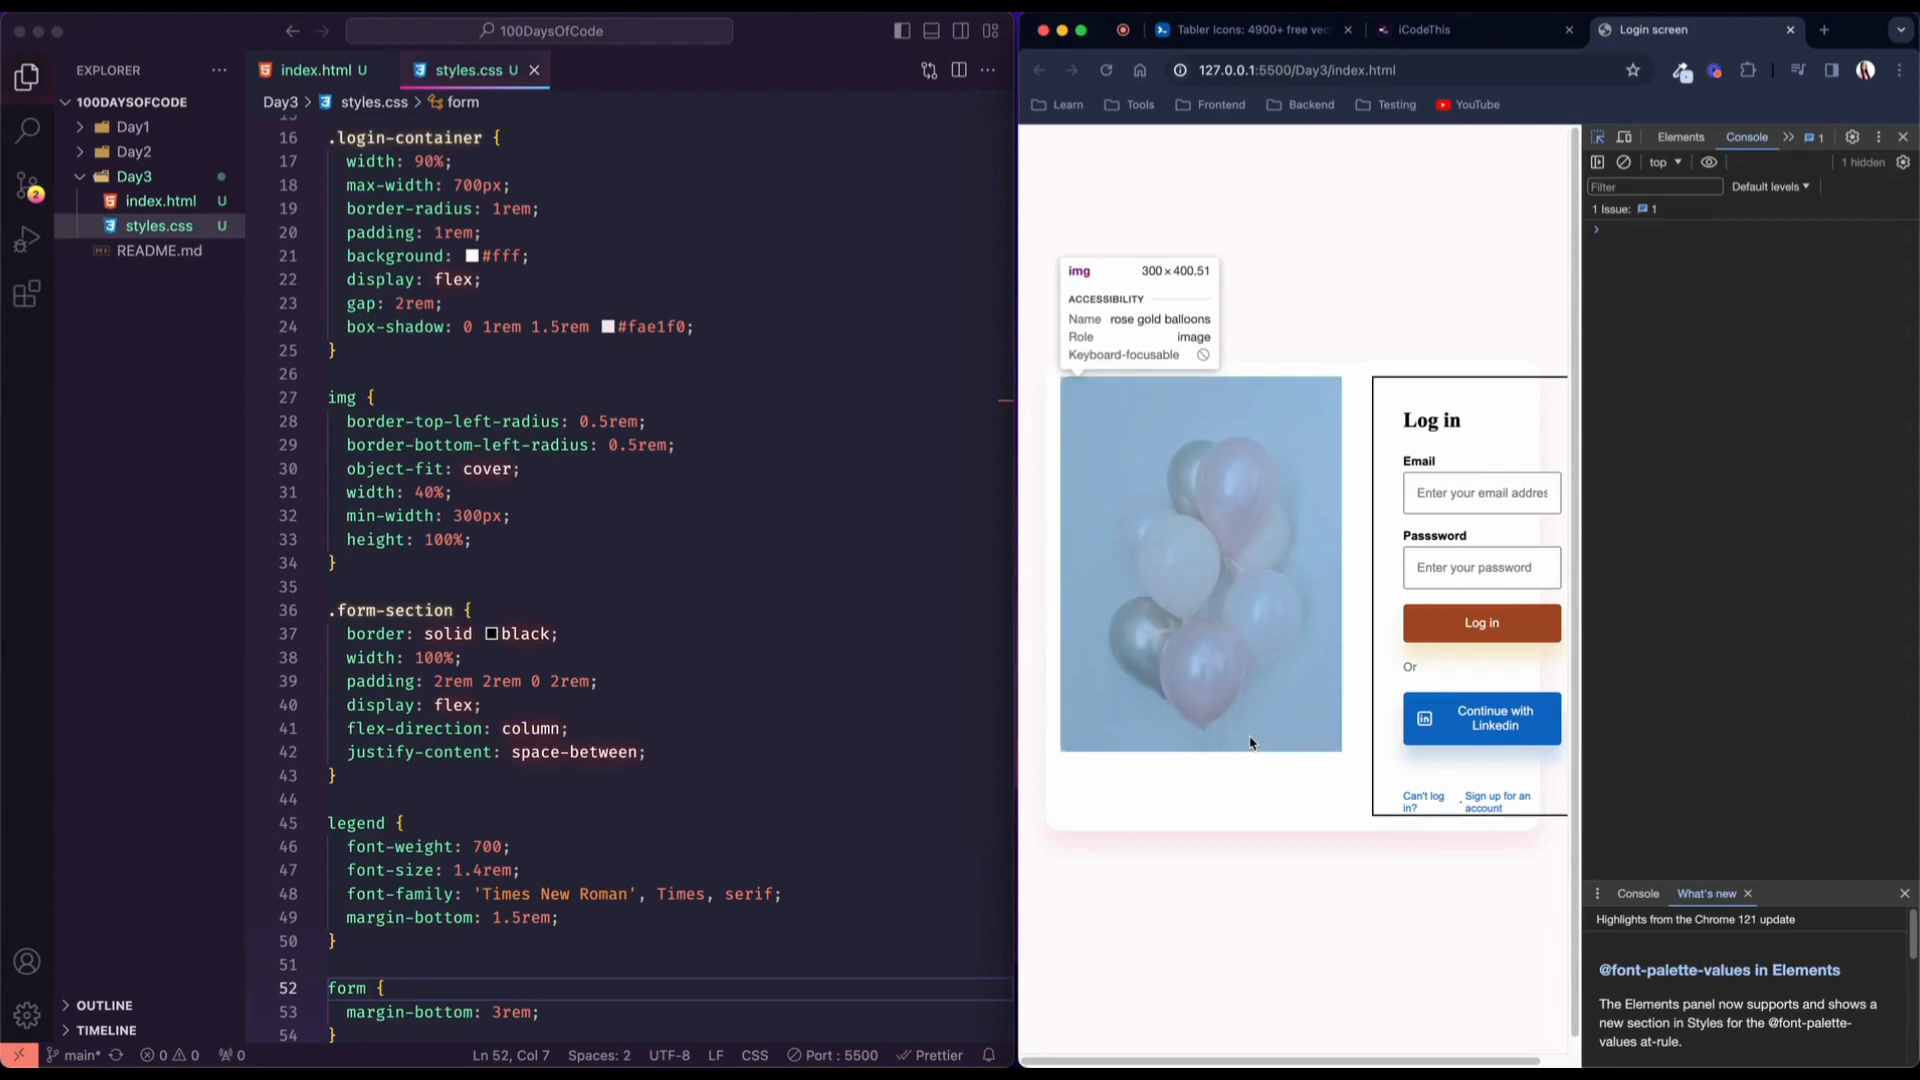 100DaysOfCode
EXPLORER
100DAYSOFCODE
Day1
Day2
Day3
index.html U
styles.css U
README.md
OUTLINE
TIMELINE
index.html U
styles.css U
Day3 > styles.css > form
15
16 .login-container {
17 width: 90%;
18 max-width: 700px;
19 border-radius: 1rem;
20 padding: 1rem;
21 background: #fff;
22 display: flex;
23 gap: 2rem;
24 box-shadow: 0 1rem 1.5rem #fae1f0;
25 }
26
27 img {
28 border-top-left-radius: 0.5rem;
29 border-bottom-left-radius: 0.5rem;
30 object-fit: cover;
31 width: 40%;
32 min-width: 300px;
33 height: 100%;
34 }
35
36 .form-section {
37 border: solid black;
38 width: 100%;
39 padding: 2rem 2rem 0 2rem;
40 display: flex;
41 flex-direction: column;
42 justify-content: space-between;
43 }
44
45 legend {
46 font-weight: 700;
47 font-size: 1.4rem;
48 font-family: 'Times New Roman', Times, serif;
49 margin-bottom: 1.5rem;
50 }
51
52 form {
53 margin-bottom: 3rem;
54 }
2
main* 0 0 0 Ln 52, Col 7 Spaces: 2 UTF-8 LF CSS Port : 5500 Prettier
Tabler Icons: 4900+ free vec
iCodeThis
Login screen
127.0.0.1:5500/Day3/index.html
Learn Tools Frontend Backend Testing YouTube
img 300 × 400.51
ACCESSIBILITY
Name rose gold balloons
Role image
Keyboard-focusable
Log in
Email
Enter your email addres
Passsword
Enter your password
Log in
Or
in Continue with
Linkedin
Can't log
in?
·
Sign up for an
account
Elements Console 1
top 1 hidden
Filter Default levels
1 Issue: 1
Console What's new
Highlights from the Chrome 121 update
@font-palette-values in Elements
The Elements panel now supports and shows a
new section in Styles for the @font-palette-
values at-rule.